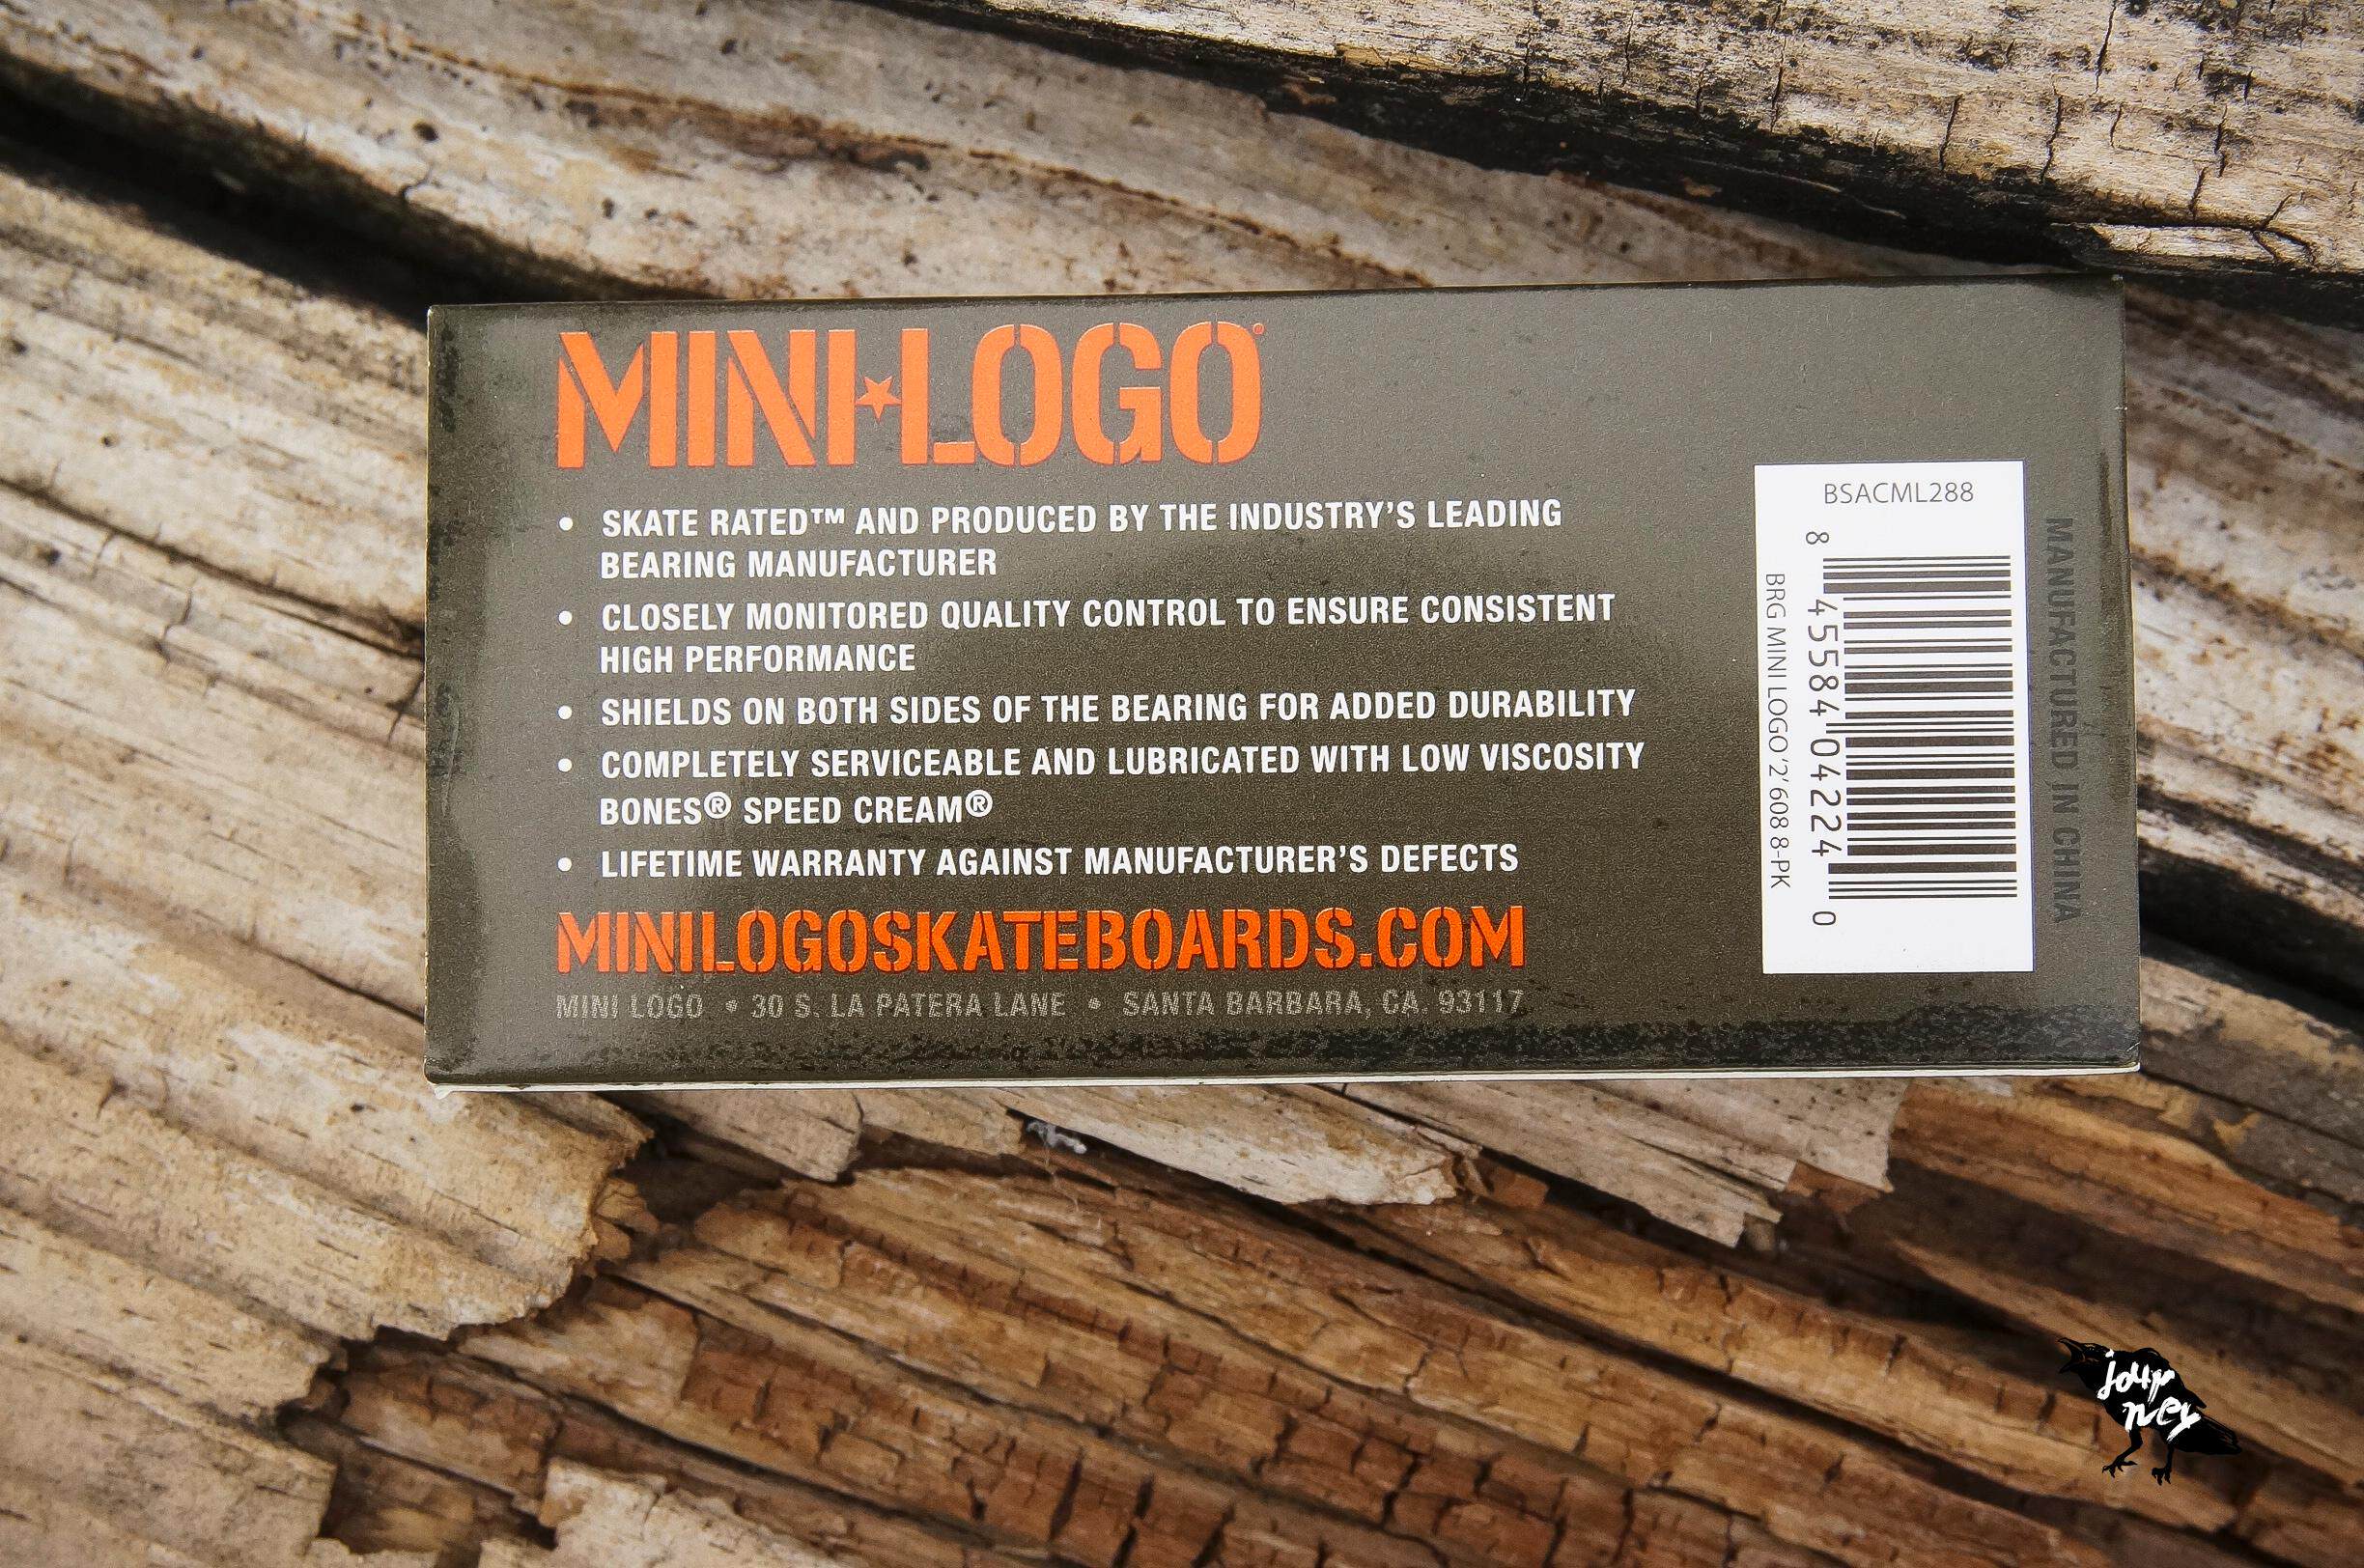 MINI LOGO
• SKATE RATED™ AND PRODUCED BY THE INDUSTRY'S LEADING
BEARING MANUFACTURER
• CLOSELY MONITORED QUALITY CONTROL TO ENSURE CONSISTENT
HIGH PERFORMANCE
• SHIELDS ON BOTH SIDES OF THE BEARING FOR ADDED DURABILITY
• COMPLETELY SERVICEABLE AND LUBRICATED WITH LOW VISCOSITY
BONES® SPEED CREAM®
• LIFETIME WARRANTY AGAINST MANUFACTURER'S DEFECTS
MINILOGOSKATEBOARDS.COM
MINI LOGO • 30 S. LA PATERA LANE • SANTA BARBARA, CA. 93117
BSACML288
8 45584 04224 0
BRG MINI LOGO '2' 608 8-PK
MANUFACTURED IN CHINA
jour
ney